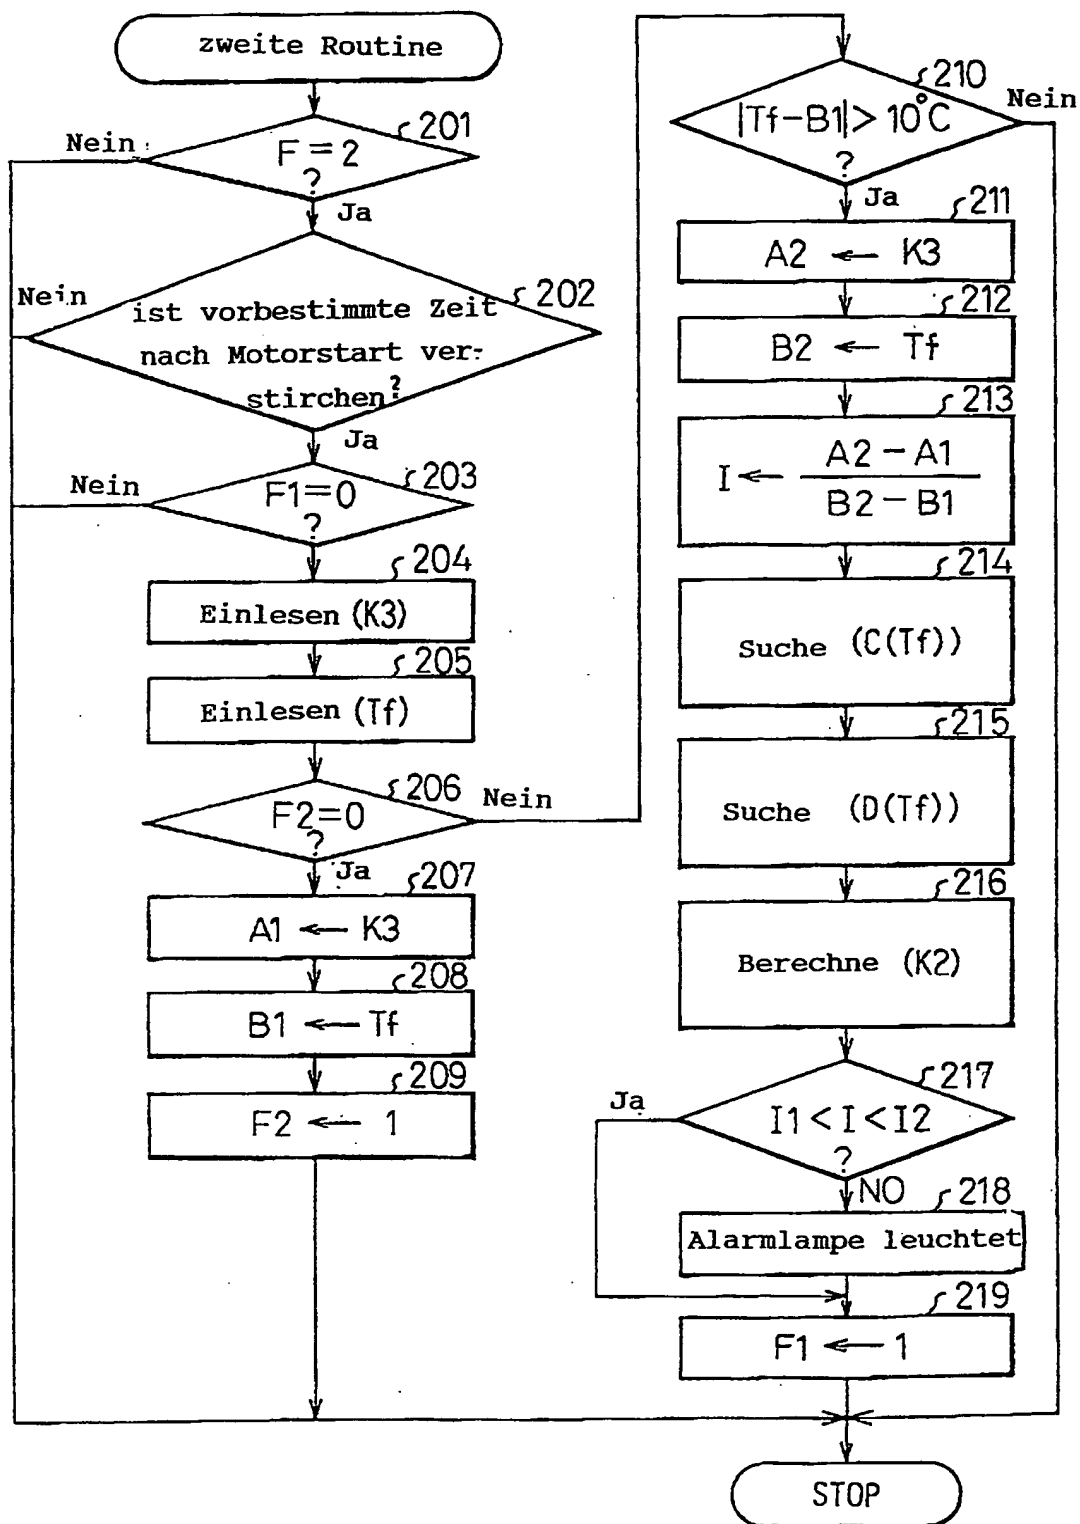 zweite Routine
201
Nein
F=2
?
Ja
202
Nein
ist vorbestimmte Zeit
nach Motorstart ver-
stirchen?
Ja
203
Nein
F1=0
?
204
Einlesen (K3)
205
Einlesen (Tf)
206
F2=0
?
Nein
Ja
207
A1 ← K3
208
B1 ← Tf
209
F2 ← 1
210
|Tf-B1|> 10°C
?
Nein
Ja
211
A2 ← K3
212
B2 ← Tf
213
I ← A2 - A1
B2 - B1
214
Suche (C(Tf))
215
Suche (D(Tf))
216
Berechne (K2)
217
Ja
I1 < I < I2
?
NO
218
Alarmlampe leuchtet
219
F1 ← 1
STOP